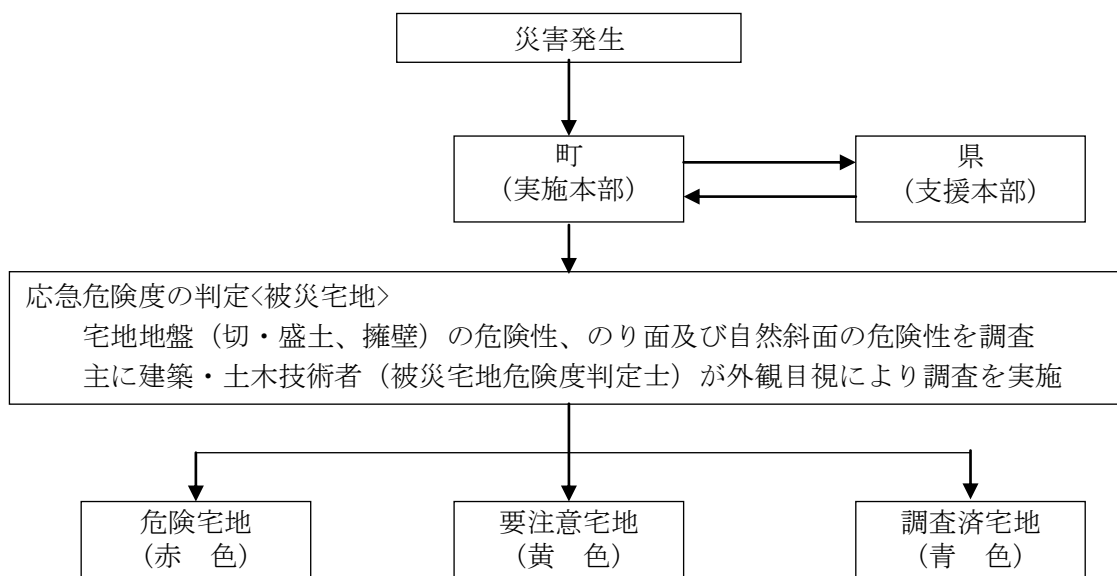 災害発生
町
（実施本部）
県
（支援本部）
応急危険度の判定<被災宅地>
宅地地盤（切・盛土、擁壁）の危険性、のり面及び自然斜面の危険性を調査
主に建築・土木技術者（被災宅地危険度判定士）が外観目視により調査を実施
危険宅地
（赤　色）
要注意宅地
（黄　色）
調査済宅地
（青　色）